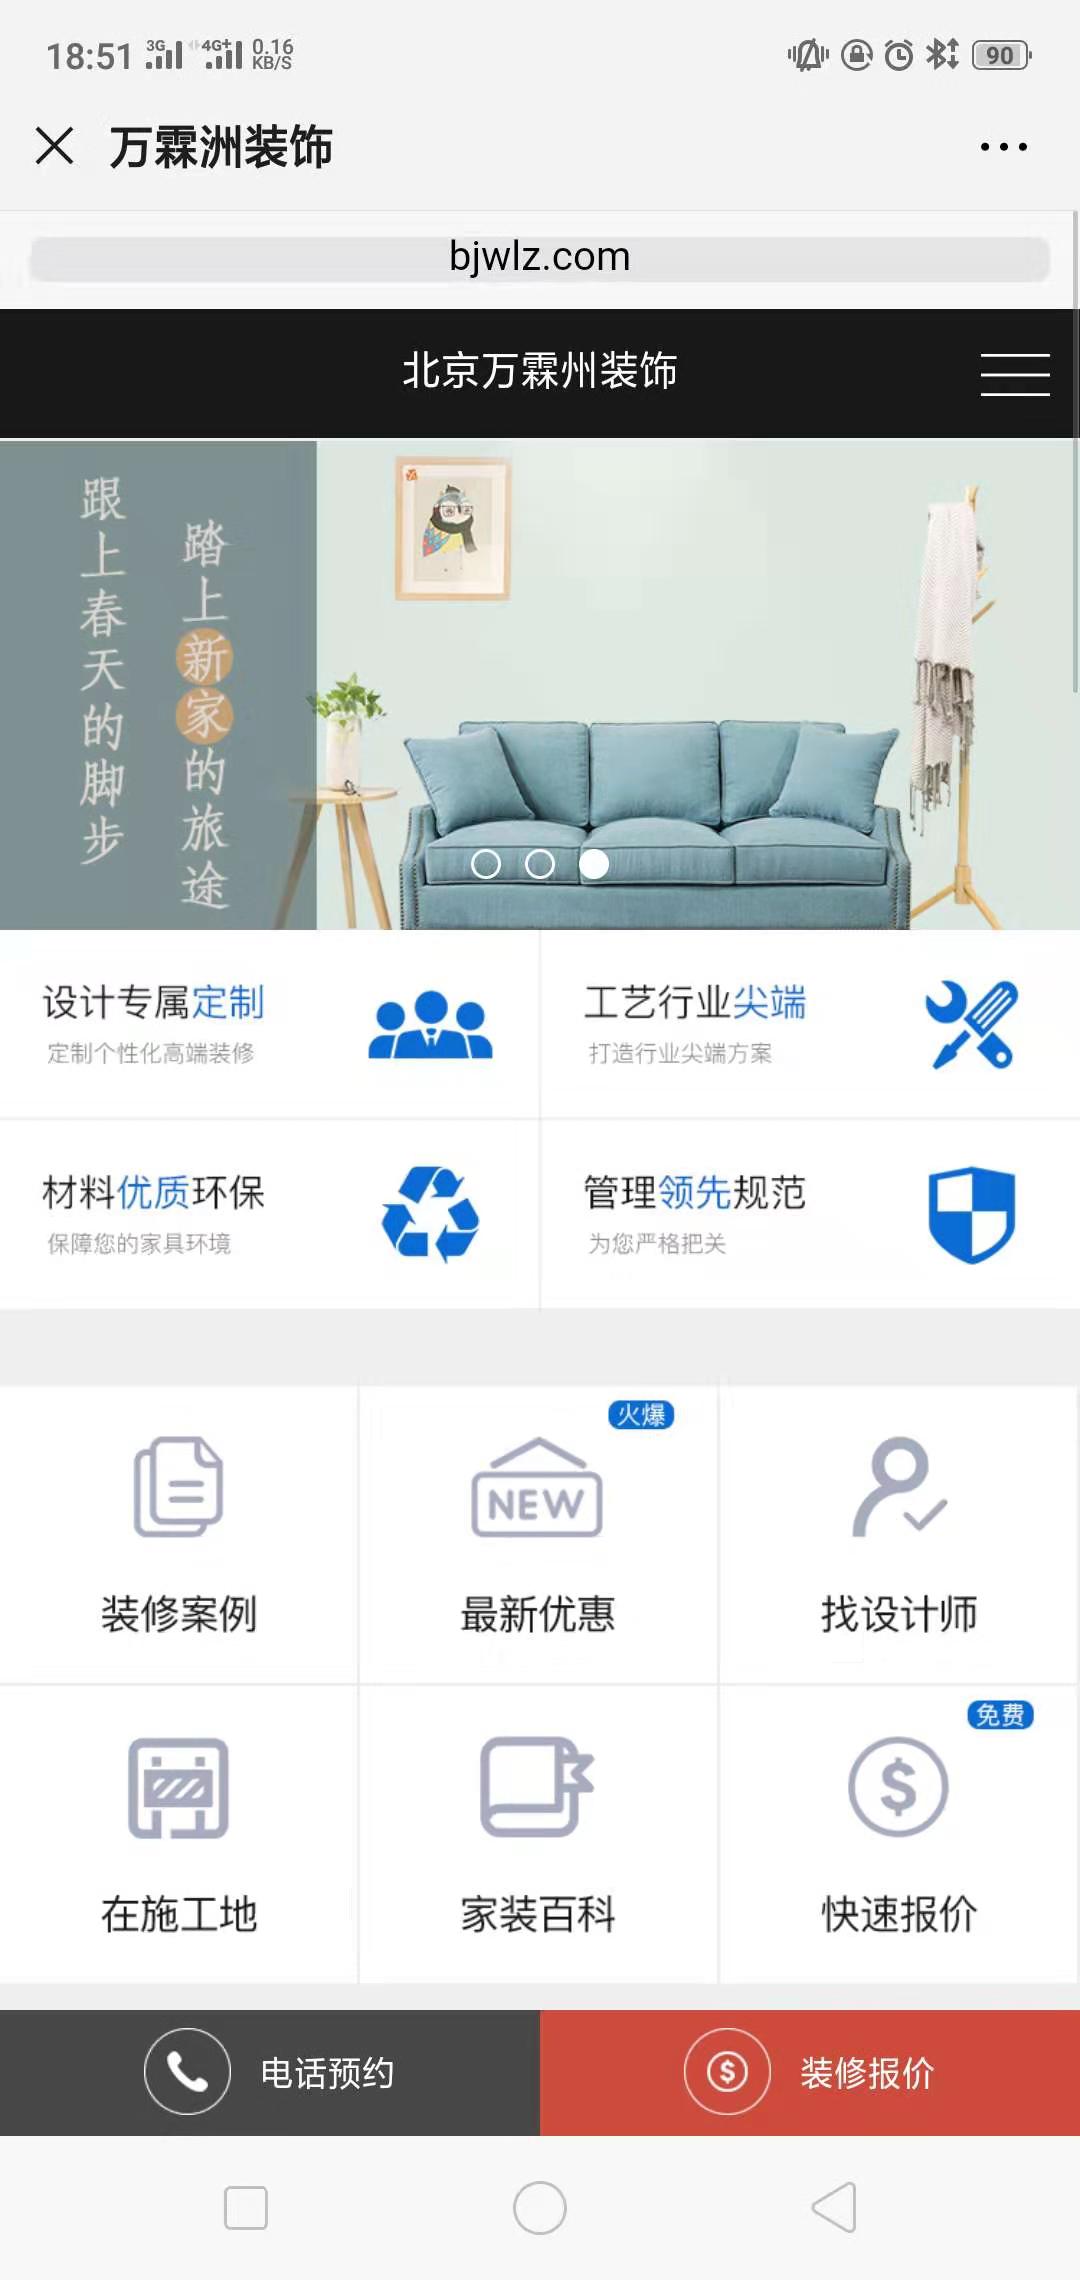 18:51 3G 4G+ 0.16 KB/S 90
万霖洲装饰
bjwlz.com
北京万霖州装饰
跟上春天的脚步
踏上新家的旅途
设计专属定制
定制个性化高端装修
工艺行业尖端
打造行业尖端方案
材料优质环保
保障您的家具环境
管理领先规范
为您严格把关
火爆
NEW
装修案例
最新优惠
找设计师
免费
在施工地
家装百科
快速报价
电话预约
装修报价